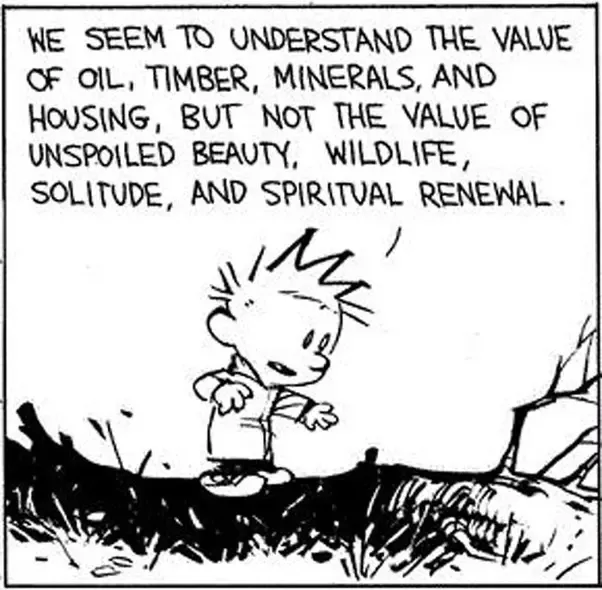 WE SEEM TO UNDERSTAND THE VALUE
OF OIL, TIMBER, MINERALS, AND
HOUSING, BUT NOT THE VALUE OF
UNSPOILED BEAUTY, WILDLIFE,
SOLITUDE, AND SPIRITUAL RENEWAL.